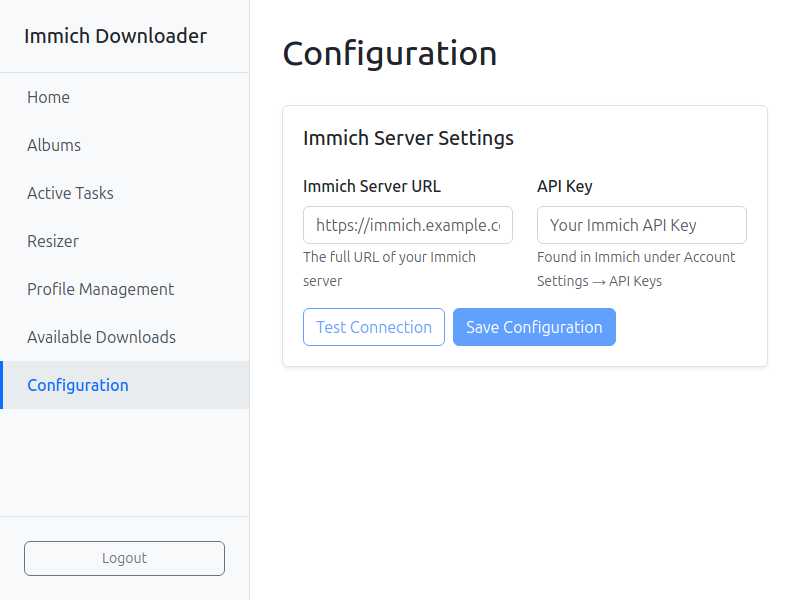 Immich Downloader
Home
Albums
Active Tasks
Resizer
Profile Management
Available Downloads
Configuration
Logout
Configuration
Immich Server Settings
Immich Server URL
https://immich.example.c
The full URL of your Immich
server
API Key
Your Immich API Key
Found in Immich under Account
Settings → API Keys
Test Connection
Save Configuration